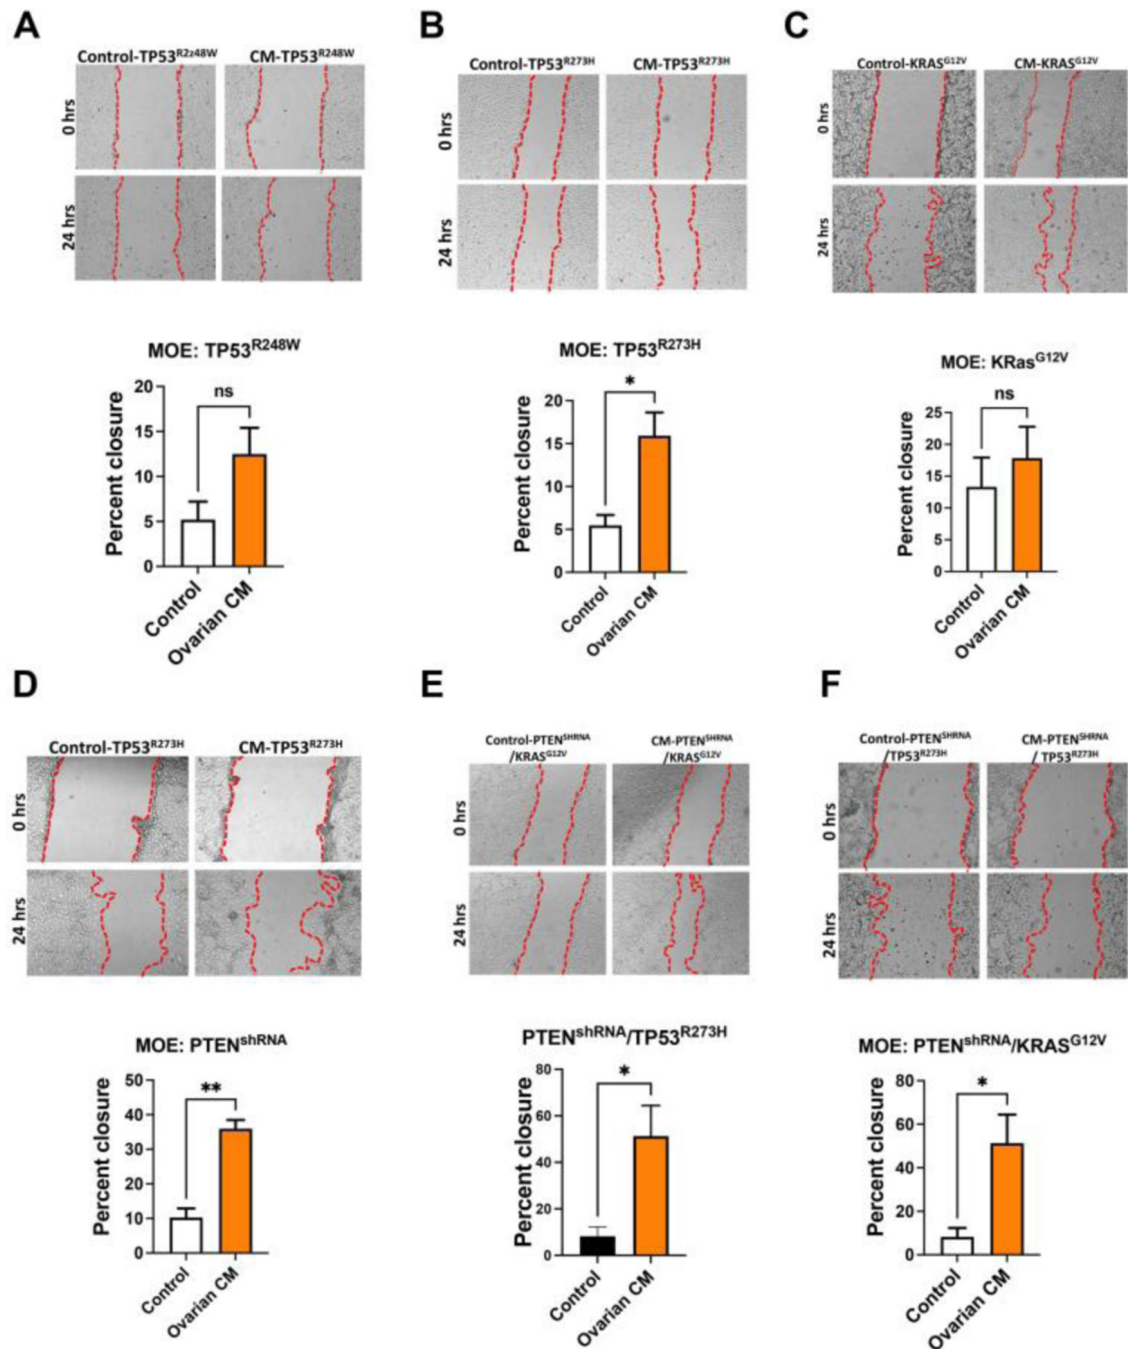 A
Control-TP53R2z48W CM-TP53R248W
0 hrs
24 hrs
MOE: TP53R248W
Percent closure
20
15
10
5
0
ns
Control
Ovarian CM
B
Control-TP53R273H CM-TP53R273H
0 hrs
24 hrs
MOE: TP53R273H
Percent closure
20
15
10
5
0
*
Control
Ovarian CM
C
Control-KRASG12V CM-KRASG12V
0 hrs
24 hrs
MOE: KRasG12V
Percent closure
25
20
15
10
5
0
ns
Control
Ovarian CM
D
Control-TP53R273H CM-TP53R273H
0 hrs
24 hrs
MOE: PTENshRNA
Percent closure
50
40
30
20
10
0
**
Control
Ovarian CM
E
Control-PTENSHRNA CM-PTENSHRNA
/KRASG12V /KRASG12V
0 hrs
24 hrs
PTENshRNA/TP53R273H
Percent closure
80
60
40
20
0
*
Control
Ovarian CM
F
Control-PTENSHRNA CM-PTENSHRNA
/TP53R273H / TP53R273H
0 hrs
24 hrs
MOE: PTENshRNA/KRASG12V
Percent closure
80
60
40
20
0
*
Control
Ovarian CM